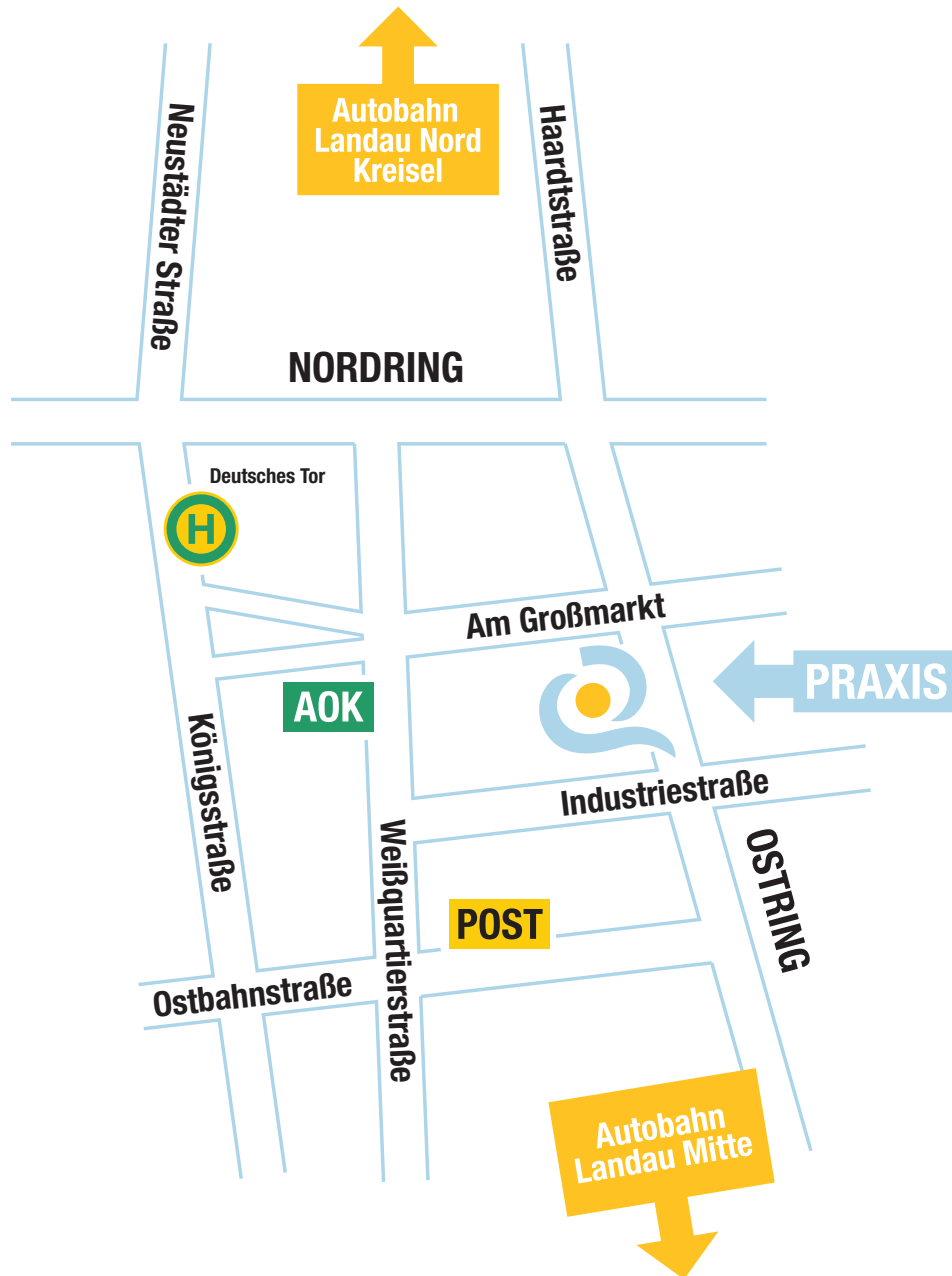 Autobahn
Landau Nord
Kreisel
Neustädter Straße
Haardtstraße
NORDRING
Deutsches Tor
H
Am Großmarkt
PRAXIS
AOK
Königsstraße
Industriestraße
Weißquartierstraße
OSTRING
POST
Ostbahnstraße
Autobahn
Landau Mitte